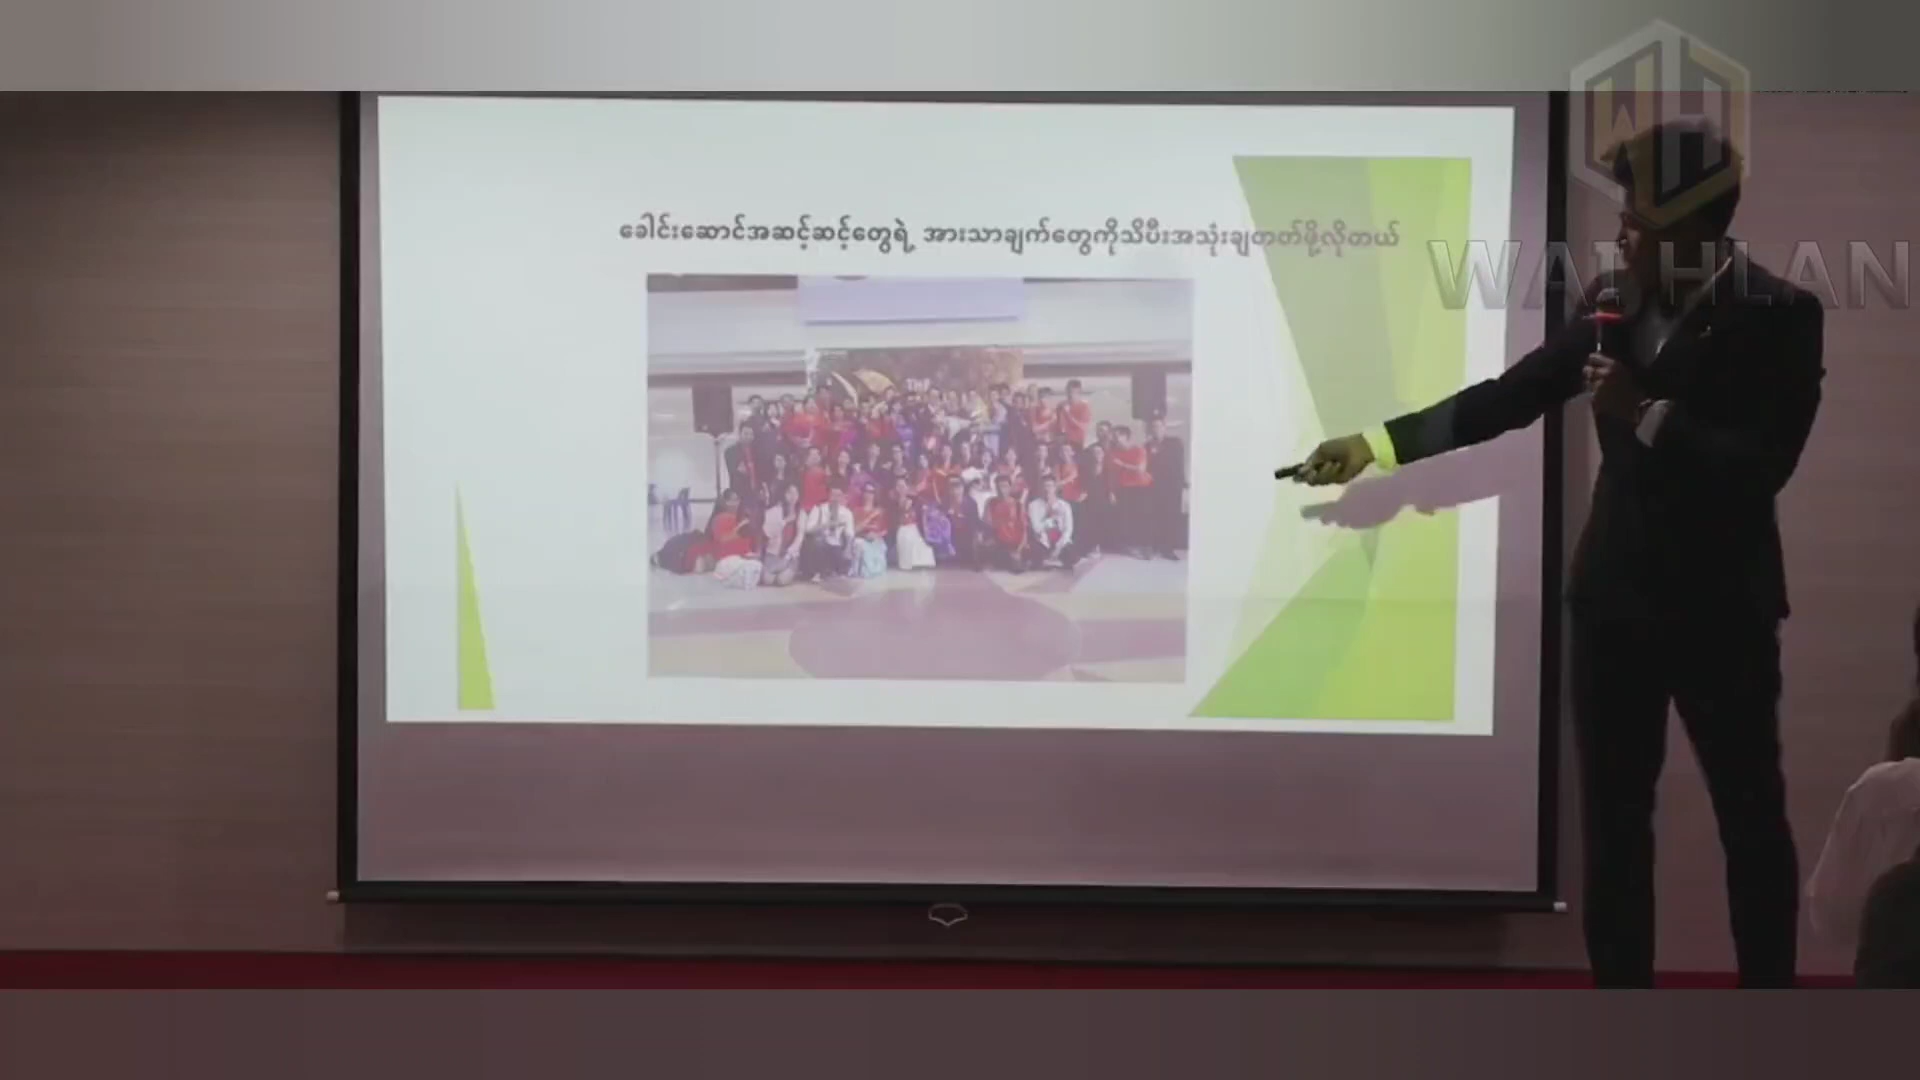 WH
WAI HLAN
ခေါင်းဆောင်အဆင့်ဆင့်တွေရဲ့ အားသာချက်တွေကိုသိပီးအသုံးချတတ်ဖို့လိုတယ်